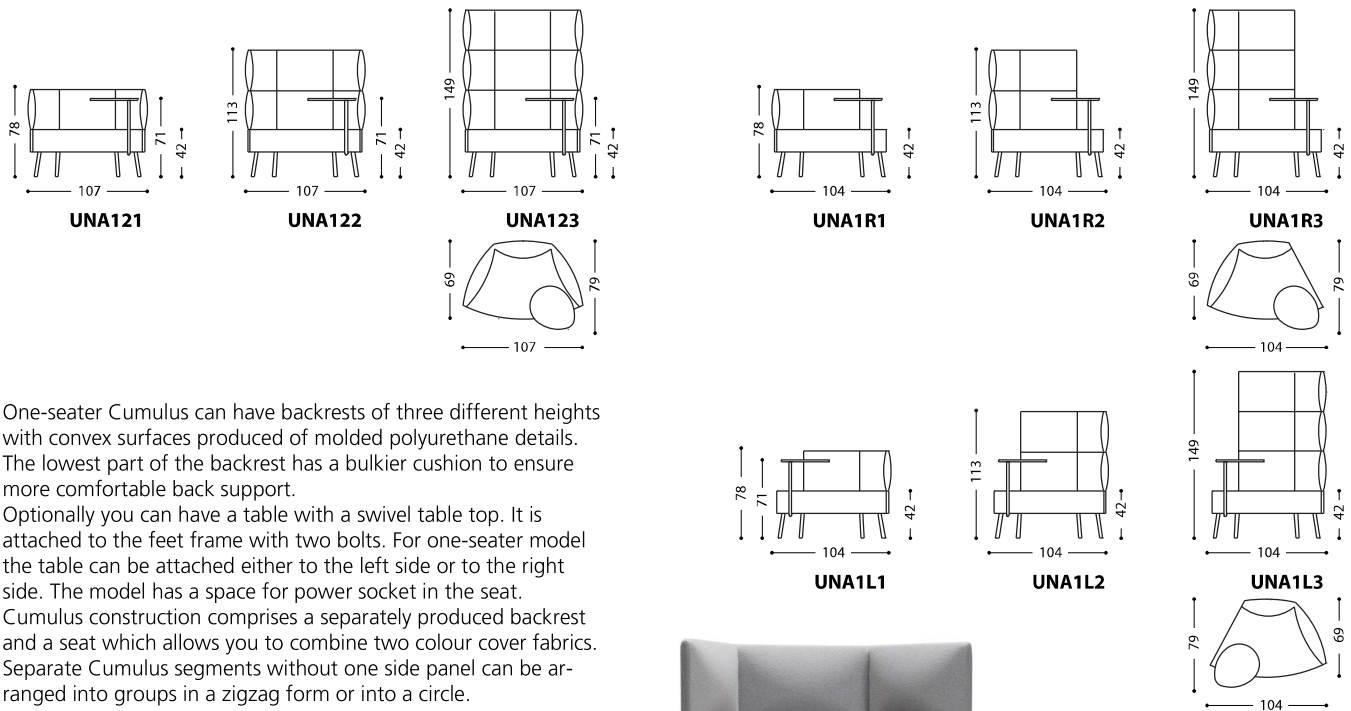 149
113
78
71
42
71
42
71
42
107
107
107
UNA121
UNA122
UNA123
69
79
107
149
113
78
42
42
42
104
104
104
UNA1R1
UNA1R2
UNA1R3
69
79
104
One-seater Cumulus can have backrests of three different heights
with convex surfaces produced of molded polyurethane details.
The lowest part of the backrest has a bulkier cushion to ensure
more comfortable back support.
Optionally you can have a table with a swivel table top. It is
attached to the feet frame with two bolts. For one-seater model
the table can be attached either to the left side or to the right
side. The model has a space for power socket in the seat.
Cumulus construction comprises a separately produced backrest
and a seat which allows you to combine two colour cover fabrics.
Separate Cumulus segments without one side panel can be ar-
ranged into groups in a zigzag form or into a circle.
149
113
78
71
42
42
42
104
104
104
UNA1L1
UNA1L2
UNA1L3
79
69
104